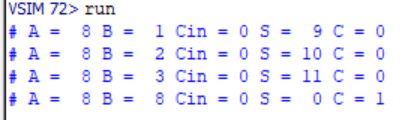 VSIM 72> run
# A =  8 B =  1 Cin = 0 S =  9 C = 0
# A =  8 B =  2 Cin = 0 S = 10 C = 0
# A =  8 B =  3 Cin = 0 S = 11 C = 0
# A =  8 B =  8 Cin = 0 S =  0 C = 1